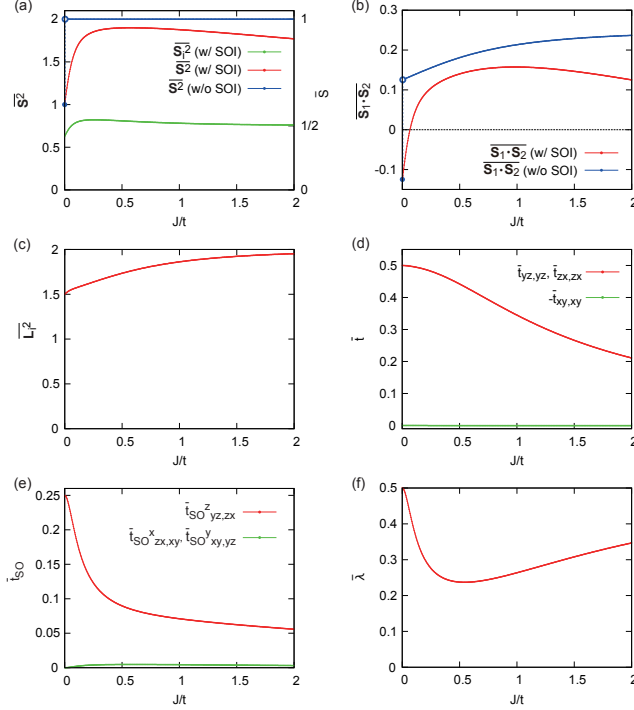 (a)
2
1.5
1
0.5
0
1
1/2
0
S̄
S̅²
S̅ᵢ² (w/ SOI)
S̅² (w/ SOI)
S̅² (w/o SOI)
0 0.5 1 1.5 2
J/t
(b)
0.3
0.2
0.1
0
-0.1
S₁·S₂
S₁·S₂ (w/ SOI)
S₁·S₂ (w/o SOI)
0 0.5 1 1.5 2
J/t
(c)
2
1.5
1
0.5
0
L̅ᵢ²
0 0.5 1 1.5 2
J/t
(d)
0.5
0.4
0.3
0.2
0.1
0
t̄
t̄yz,yz, t̄zx,zx
-t̄xy,xy
0 0.5 1 1.5 2
J/t
(e)
0.25
0.2
0.15
0.1
0.05
0
t̄SO
t̄SO^z yz,zx
t̄SO^x zx,xy, t̄SO^y xy,yz
0 0.5 1 1.5 2
J/t
(f)
0.5
0.4
0.3
0.2
0.1
0
λ̄
0 0.5 1 1.5 2
J/t